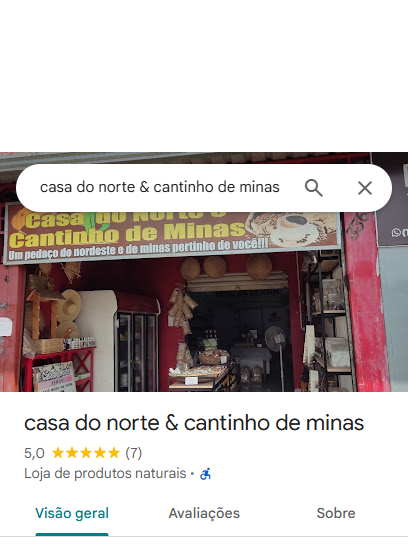 casa do norte & cantinho de minas
Casa do Norte e
Cantinho de Minas
Um pedaço do nordeste e de minas pertinho de você!!!
casa do norte & cantinho de minas
5,0 (7)
Loja de produtos naturais ·
Visão geral
Avaliações
Sobre